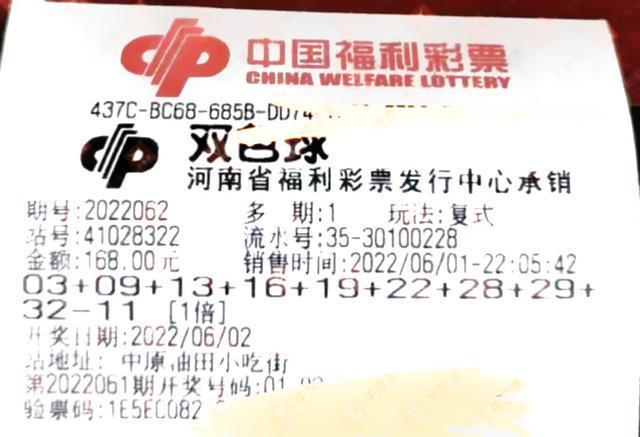 中国福利彩票
CHINA WELFARE LOTTERY
437C-BC68-685B-DD74
双色球
河南省福利彩票发行中心承销
期号:2022062 多期:1 玩法:复式
站号:41028322 流水号:35-30100228
金额:168.00元 销售时间:2022/06/01-22:05:42
03+09+13+16+19+22+28+29+
32-11 [1倍]
开奖日期:2022/06/02
站地址: 中原油田小吃街
第2022061期开奖号码:01
验票码:1E5EC082